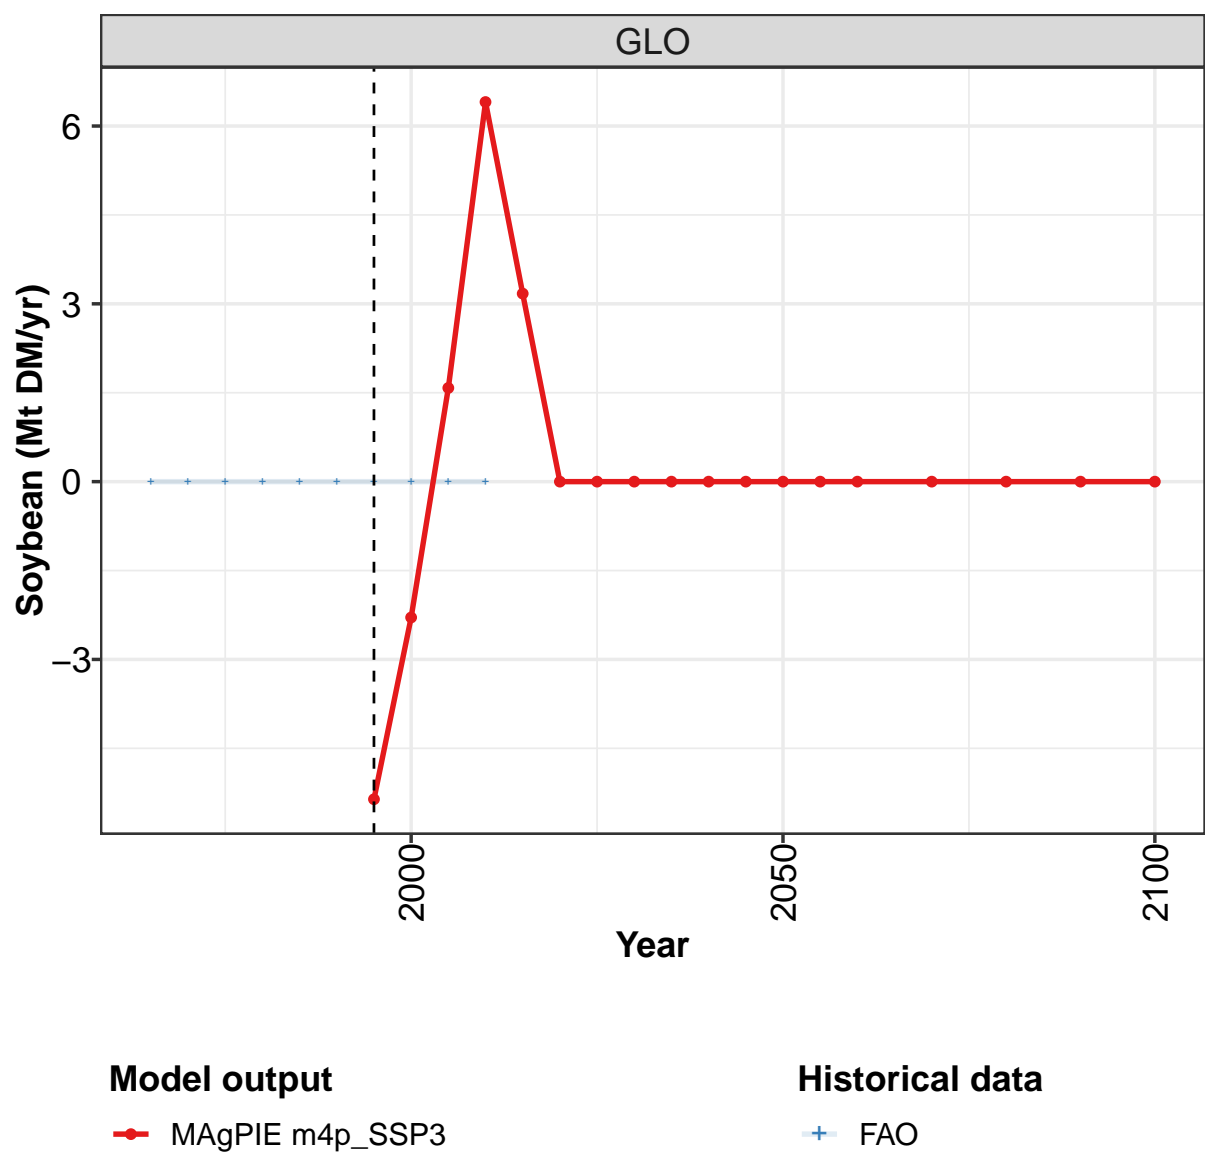 GLO
6
3
0
−3
Soybean (Mt DM/yr)
2000
2050
2100
Year
Model output
MAgPIE m4p_SSP3
Historical data
FAO